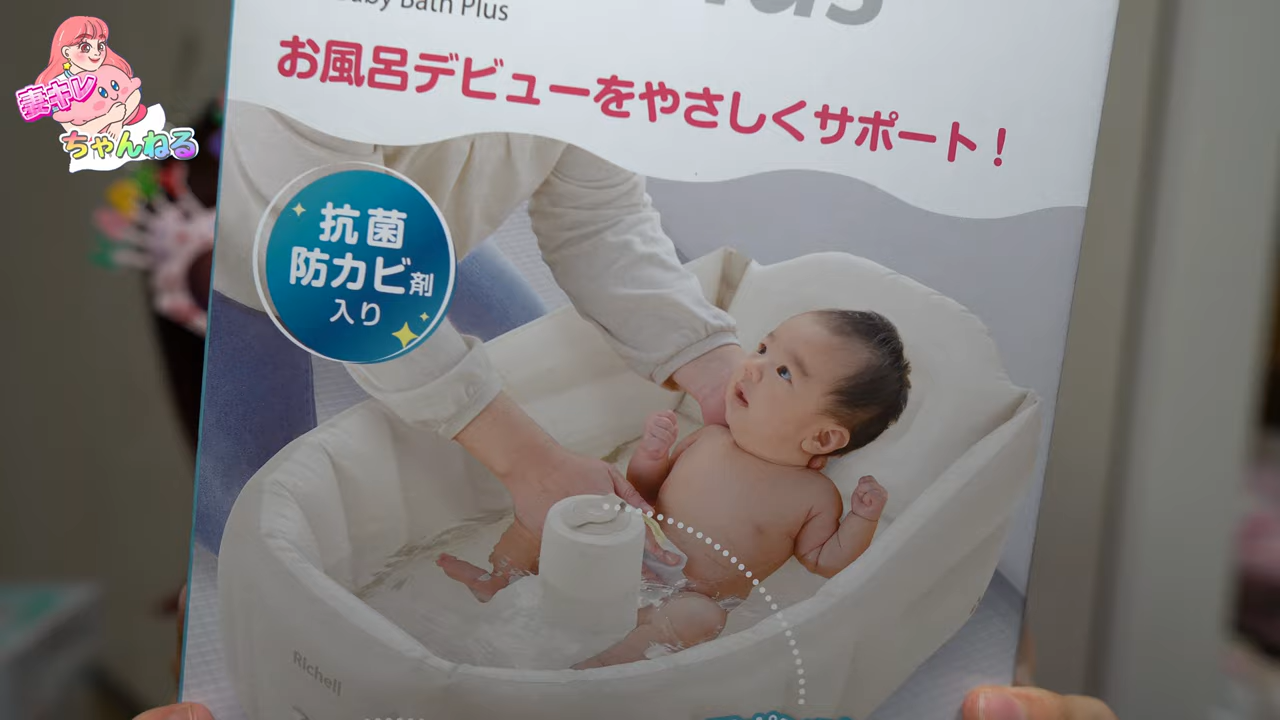 妻キレ
ちゃんねる
Baby Bath Plus
お風呂デビューをやさしくサポート!
抗菌
防カビ剤
入り
Richell